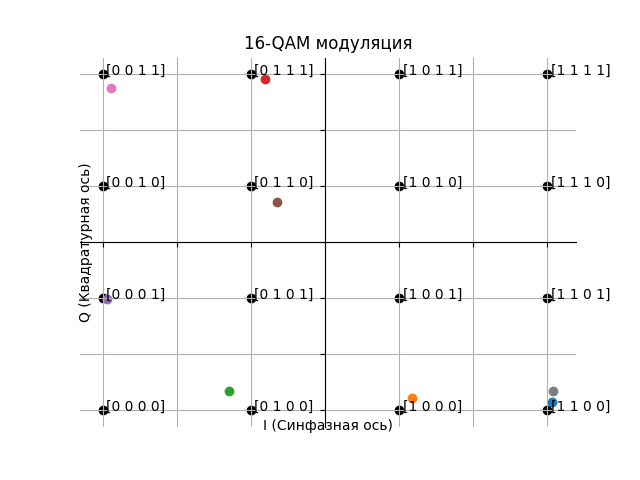 16-QAM модуляция
[0 0 1 1] [0 1 1 1] [1 0 1 1] [1 1 1 1]
[0 0 1 0] [0 1 1 0] [1 0 1 0] [1 1 1 0]
Q (Квадратурная ось)
[0 0 0 1] [0 1 0 1] [1 0 0 1] [1 1 0 1]
[0 0 0 0] [0 1 0 0] [1 0 0 0] [1 1 0 0]
I (Синфазная ось)